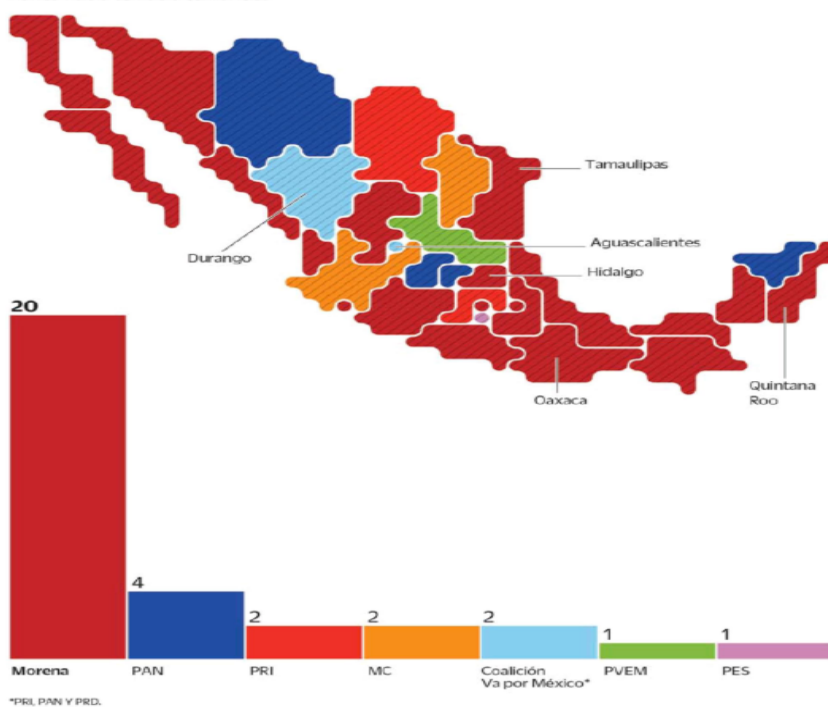 Tamaulipas
Durango
Aguascalientes
Hidalgo
20
Oaxaca
Quintana
Roo
4
2
2
2
1
1
Morena
PAN
PRI
MC
Coalición
Va por México*
PVEM
PES
*PRI, PAN Y PRD.